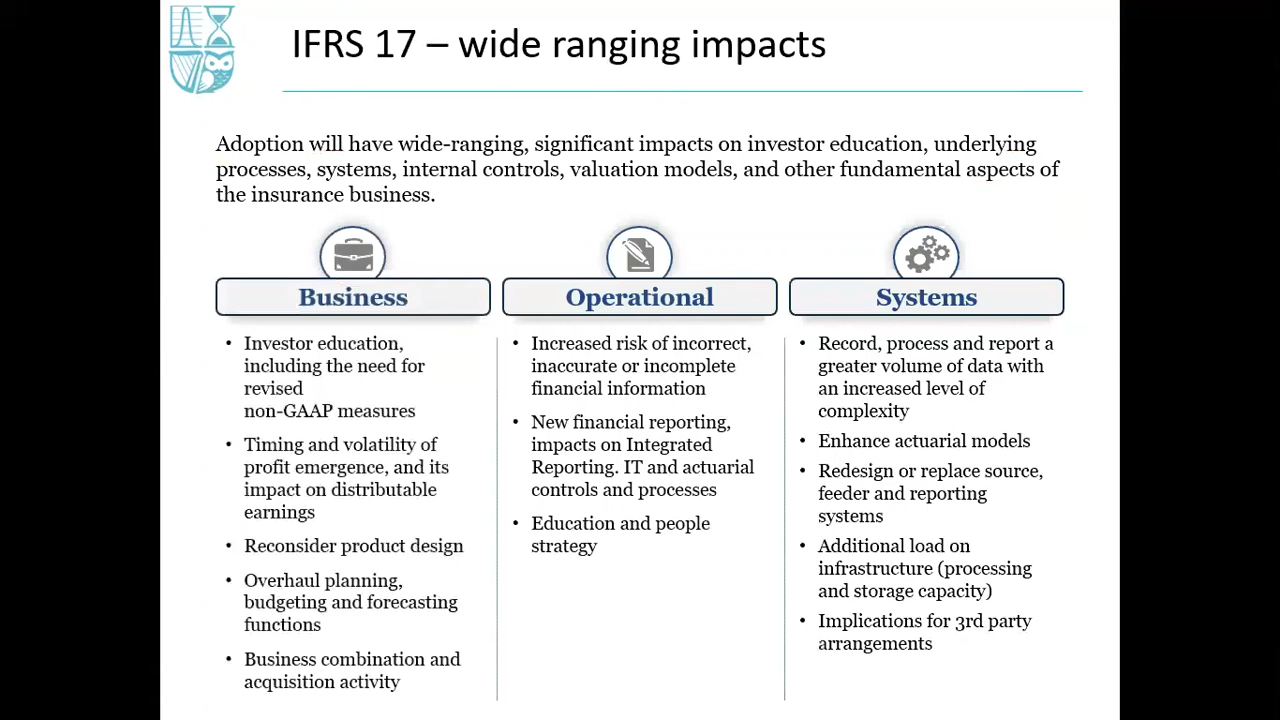 IFRS 17 – wide ranging impacts
Adoption will have wide-ranging, significant impacts on investor education, underlying
processes, systems, internal controls, valuation models, and other fundamental aspects of
the insurance business.
Business
• Investor education,
including the need for
revised
non-GAAP measures
• Timing and volatility of
profit emergence, and its
impact on distributable
earnings
• Reconsider product design
• Overhaul planning,
budgeting and forecasting
functions
• Business combination and
acquisition activity
Operational
• Increased risk of incorrect,
inaccurate or incomplete
financial information
• New financial reporting,
impacts on Integrated
Reporting. IT and actuarial
controls and processes
• Education and people
strategy
Systems
• Record, process and report a
greater volume of data with
an increased level of
complexity
• Enhance actuarial models
• Redesign or replace source,
feeder and reporting
systems
• Additional load on
infrastructure (processing
and storage capacity)
• Implications for 3rd party
arrangements